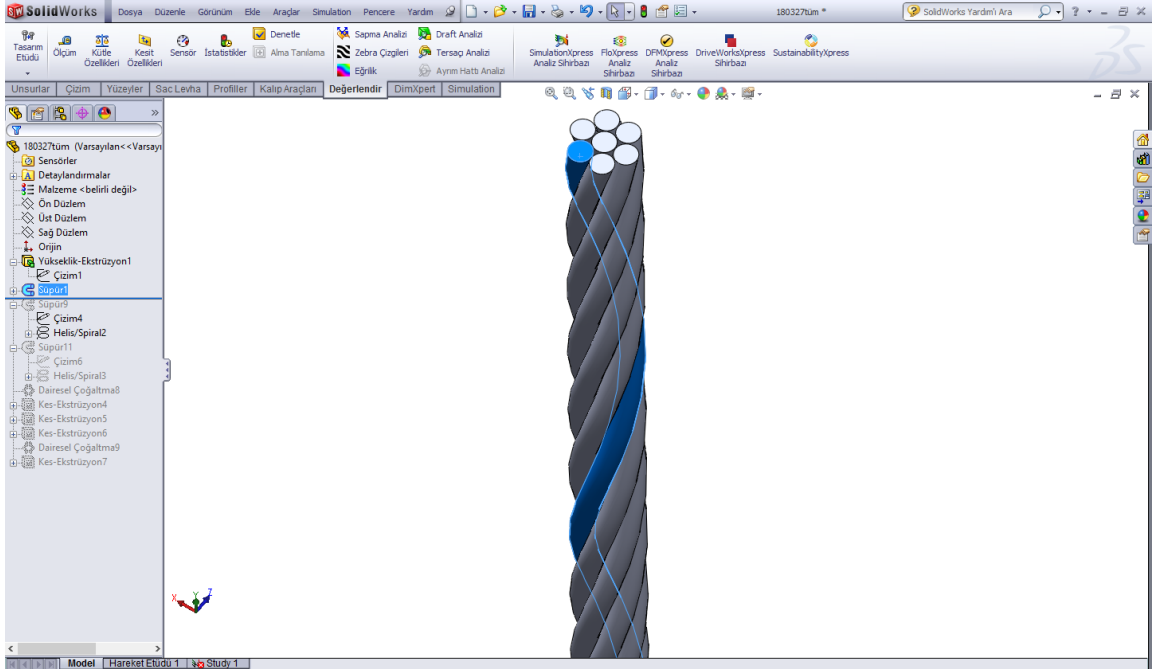 SolidWorks Dosya Düzenle Görünüm Ekle Araçlar Simulation Pencere Yardım 180327tüm * SolidWorks Yardım'ı Ara
Tasarım Etüdü
Ölçüm
Kütle Özellikleri
Kesit Özellikleri
Sensör
İstatistikler
Denetle
Alma Tanılama
Sapma Analizi
Zebra Çizgileri
Eğrilik
Draft Analizi
Tersag Analizi
Ayrım Hattı Analizi
SimulationXpress Analiz Sihirbazı
FloXpress Analiz Sihirbazı
DFMXpress Analiz Sihirbazı
DriveWorksXpress Sihirbazı
SustainabilityXpress
Unsurlar Çizim Yüzeyler Sac Levha Profiller Kalıp Araçları Değerlendir DimXpert Simulation
180327tüm (Varsayılan<<Varsayı
Sensörler
Detaylandırmalar
Malzeme <belirli değil>
Ön Düzlem
Üst Düzlem
Sağ Düzlem
Orijin
Yükseklik-Ekstrüzyon1
Çizim1
Süpür1
Süpür9
Çizim4
Helis/Spiral2
Süpür11
Çizim6
Helis/Spiral3
Dairesel Çoğaltma8
Kes-Ekstrüzyon4
Kes-Ekstrüzyon5
Kes-Ekstrüzyon6
Dairesel Çoğaltma9
Kes-Ekstrüzyon7
X Y Z
Model Hareket Etüdü 1 Study 1